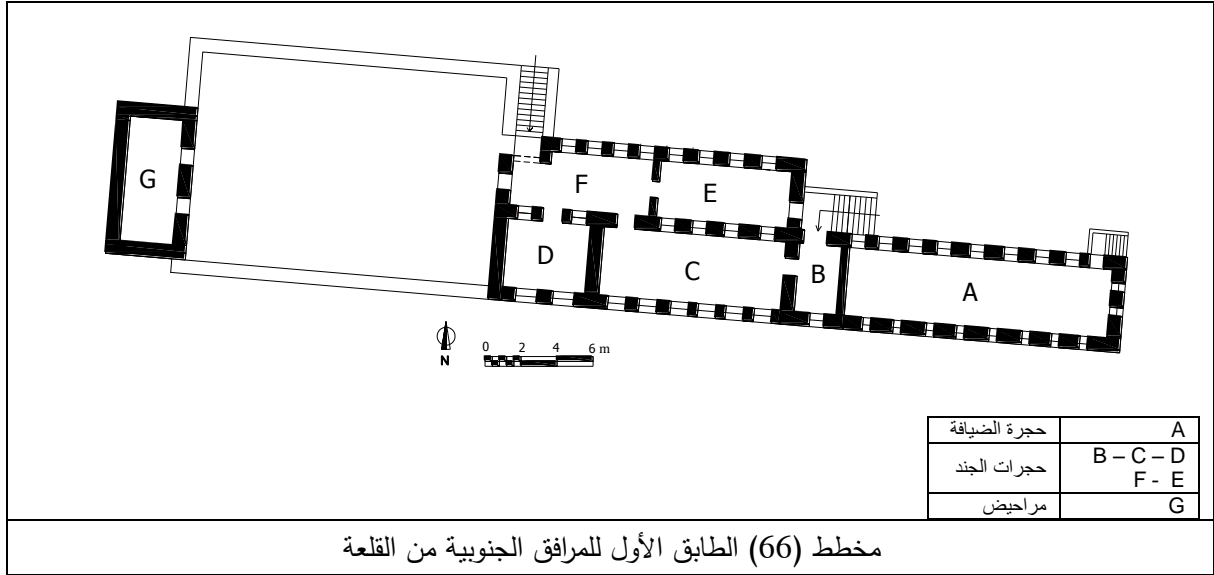 G
F
E
D
C
B
A
N
0 2 4 6 m
حجرة الضيافة A
حجرات الجند B – C – D
F - E
مراحيض G
مخطط (66) الطابق الأول للمرافق الجنوبية من القلعة